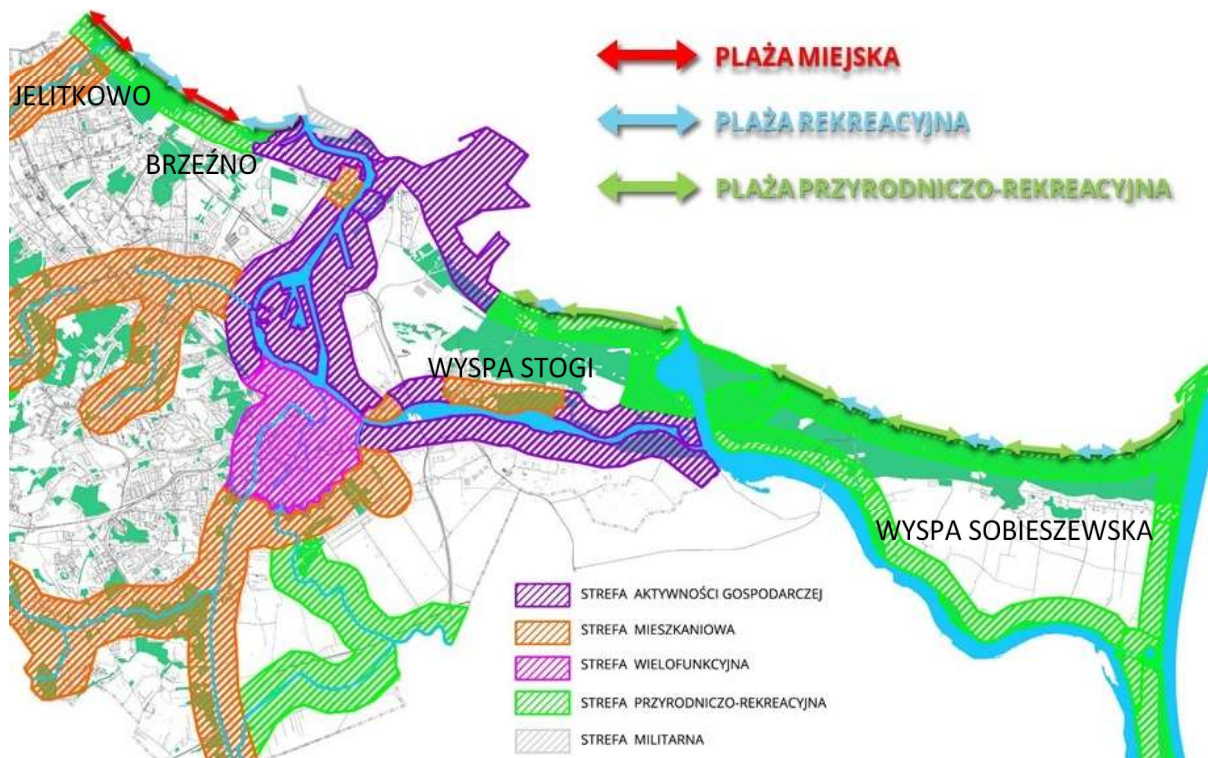 PLAŻA MIEJSKA
JELITKOWO
PLAŻA REKREACYJNA
BRZEŹNO
PLAŻA PRZYRODNICZO-REKREACYJNA
WYSPA STOGI
WYSPA SOBIESZEWSKA
STREFA AKTYWNOŚCI GOSPODARCZEJ
STREFA MIESZKANIOWA
STREFA WIELOFUNKCYJNA
STREFA PRZYRODNICZO-REKREACYJNA
STREFA MILITARNA